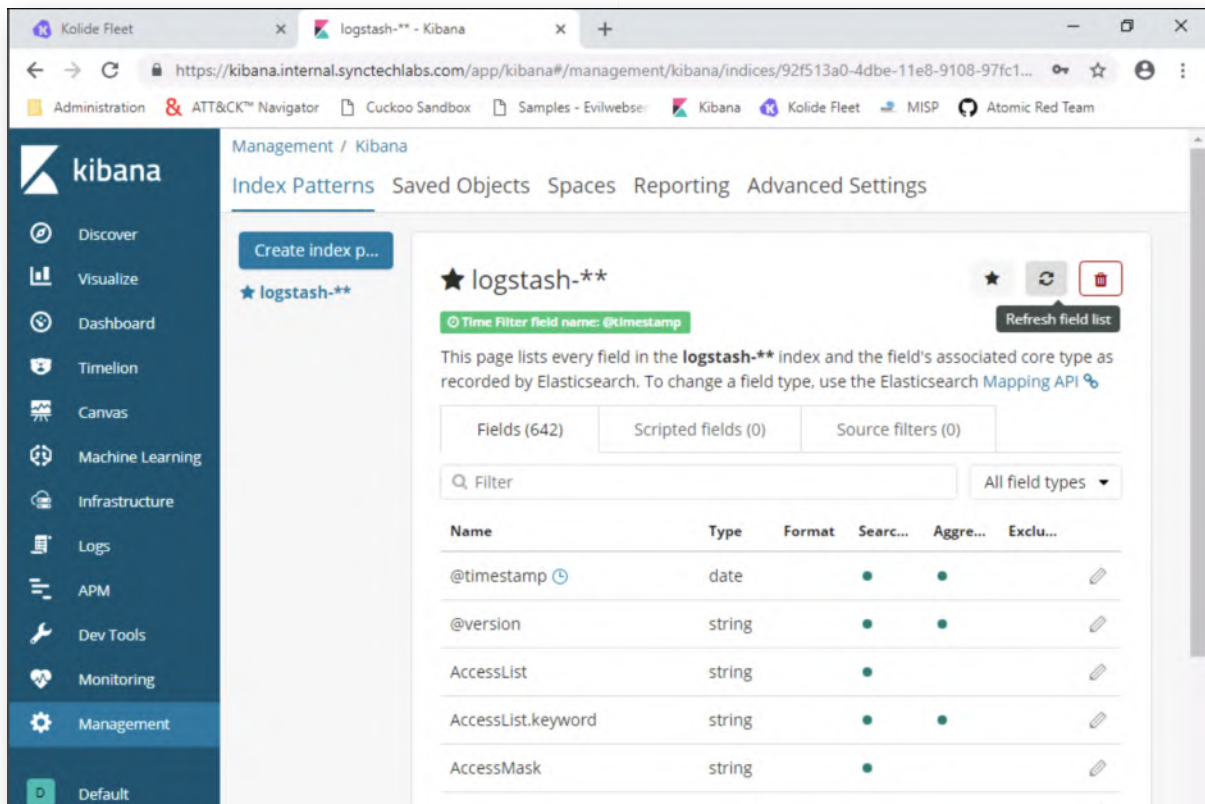 Kolide Fleet
logstash-** - Kibana
https://kibana.internal.synctechlabs.com/app/kibana#/management/kibana/indices/92f513a0-4dbe-11e8-9108-97fc1...
Administration
ATT&CK™ Navigator
Cuckoo Sandbox
Samples - Evilwebser
Kibana
Kolide Fleet
MISP
Atomic Red Team
kibana
Discover
Visualize
Dashboard
Timelion
Canvas
Machine Learning
Infrastructure
Logs
APM
Dev Tools
Monitoring
Management
D Default
Management / Kibana
Index Patterns Saved Objects Spaces Reporting Advanced Settings
Create index p...
★ logstash-**
★ logstash-**
Time Filter field name: @timestamp
Refresh field list
This page lists every field in the logstash-** index and the field's associated core type as
recorded by Elasticsearch. To change a field type, use the Elasticsearch Mapping API
Fields (642) Scripted fields (0) Source filters (0)
Filter
All field types
Name Type Format Searc... Aggre... Exclu...
@timestamp date
@version string
AccessList string
AccessList.keyword string
AccessMask string